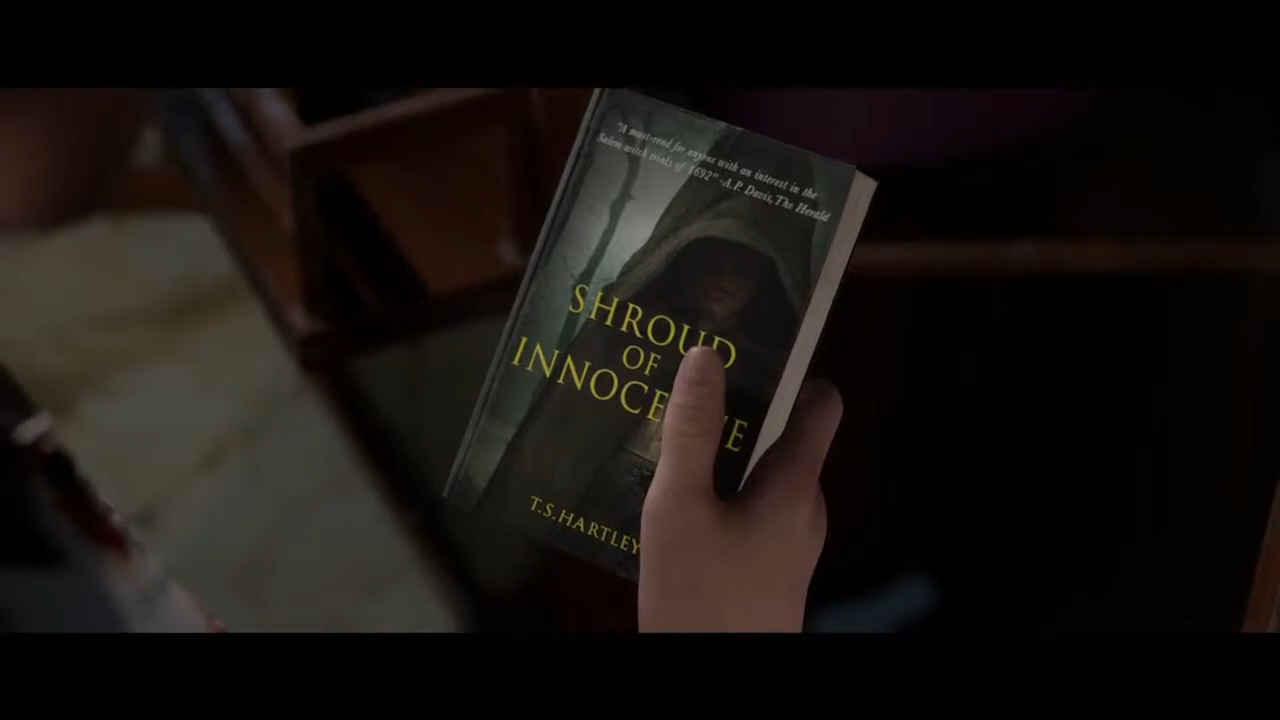 "A must-read for anyone with an interest in the
Salem witch trials of 1692" -A.P. Davis, The Herald
SHROUD
OF
INNOCE E
T.S.HARTLEY